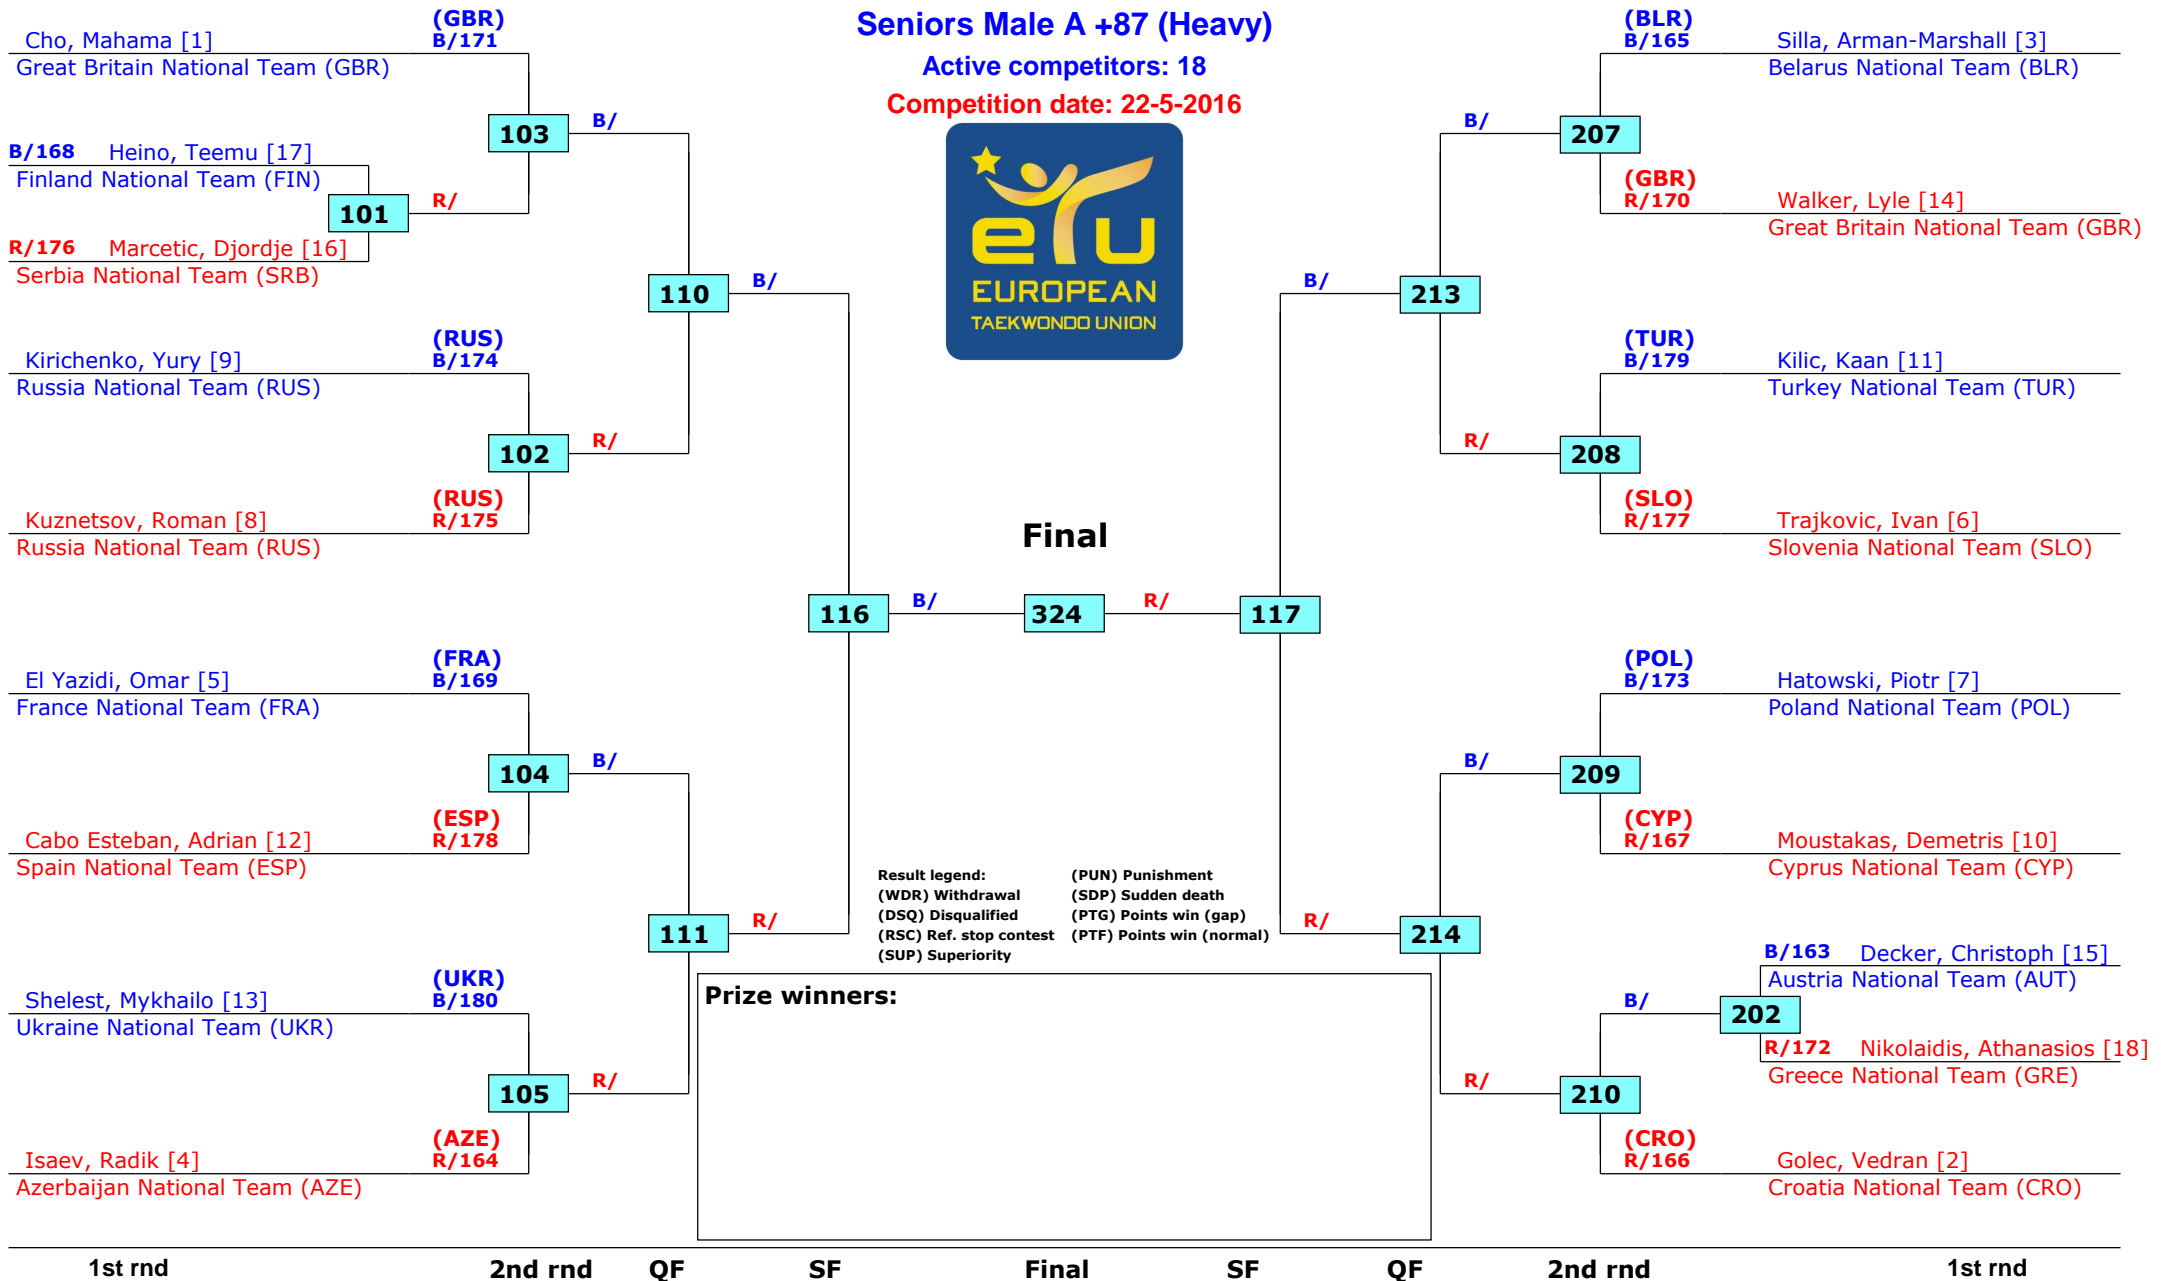 Seniors Male A +87 (Heavy)
Active competitors: 18
Competition date: 22-5-2016
eTu
EUROPEAN
TAEKWONDO UNION
Cho, Mahama [1]
(GBR)
B/171
Great Britain National Team (GBR)
103
B/
B/168 Heino, Teemu [17]
Finland National Team (FIN)
101
R/
R/176 Marcetic, Djordje [16]
Serbia National Team (SRB)
110
B/
Kirichenko, Yury [9]
(RUS)
B/174
Russia National Team (RUS)
102
R/
Kuznetsov, Roman [8]
(RUS)
R/175
Russia National Team (RUS)
116
B/
El Yazidi, Omar [5]
(FRA)
B/169
France National Team (FRA)
104
B/
Cabo Esteban, Adrian [12]
(ESP)
R/178
Spain National Team (ESP)
111
R/
Shelest, Mykhailo [13]
(UKR)
B/180
Ukraine National Team (UKR)
105
R/
Isaev, Radik [4]
(AZE)
R/164
Azerbaijan National Team (AZE)
Final
324
R/
117
(BLR)
B/165
Silla, Arman-Marshall [3]
Belarus National Team (BLR)
B/
207
(GBR)
R/170
Walker, Lyle [14]
Great Britain National Team (GBR)
B/
213
(TUR)
B/179
Kilic, Kaan [11]
Turkey National Team (TUR)
R/
208
(SLO)
R/177
Trajkovic, Ivan [6]
Slovenia National Team (SLO)
(POL)
B/173
Hatowski, Piotr [7]
Poland National Team (POL)
B/
209
(CYP)
R/167
Moustakas, Demetris [10]
Cyprus National Team (CYP)
R/
214
B/163 Decker, Christoph [15]
Austria National Team (AUT)
B/
202
R/172 Nikolaidis, Athanasios [18]
Greece National Team (GRE)
R/
210
(CRO)
R/166
Golec, Vedran [2]
Croatia National Team (CRO)
Result legend: (PUN) Punishment
(WDR) Withdrawal (SDP) Sudden death
(DSQ) Disqualified (PTG) Points win (gap)
(RSC) Ref. stop contest (PTF) Points win (normal)
(SUP) Superiority
Prize winners:
1st rnd 2nd rnd QF SF Final SF QF 2nd rnd 1st rnd